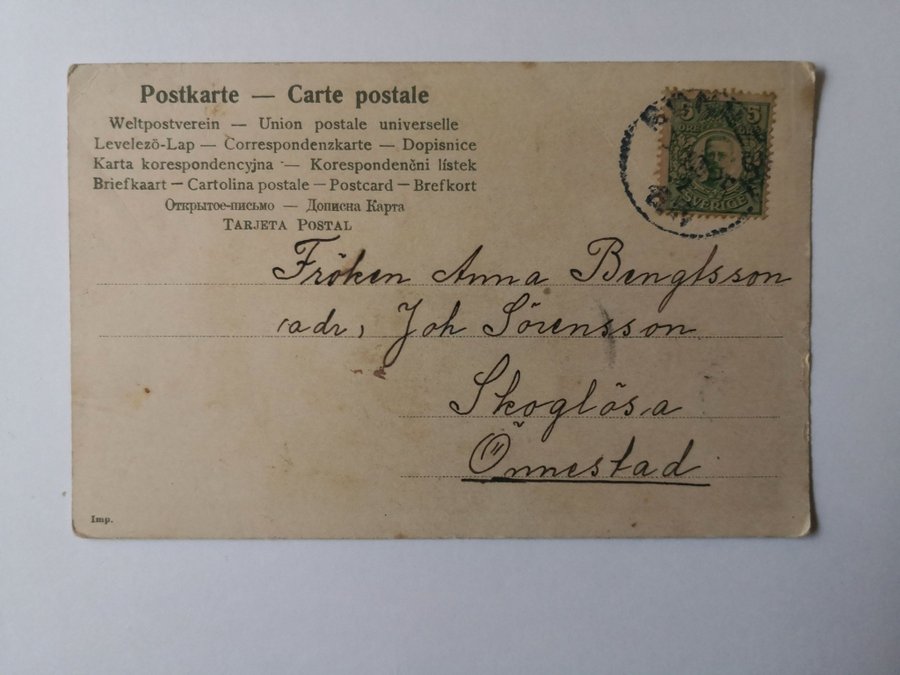 Postkarte — Carte postale
Weltpostverein — Union postale universelle
Levelező-Lap — Correspondenzkarte — Dopisnice
Karta korespondencyjna — Korespondenčni lístek
Briefkaart — Cartolina postale — Postcard — Brefkort
Открытое-письмо — Дописна Карта
TARJETA POSTAL
5 5
ÖRE ÖRE
SVERIGE
Fröken Anna Bengtsson
adr, Joh Sörensson
Skoglösa
Önnestad
Imp.